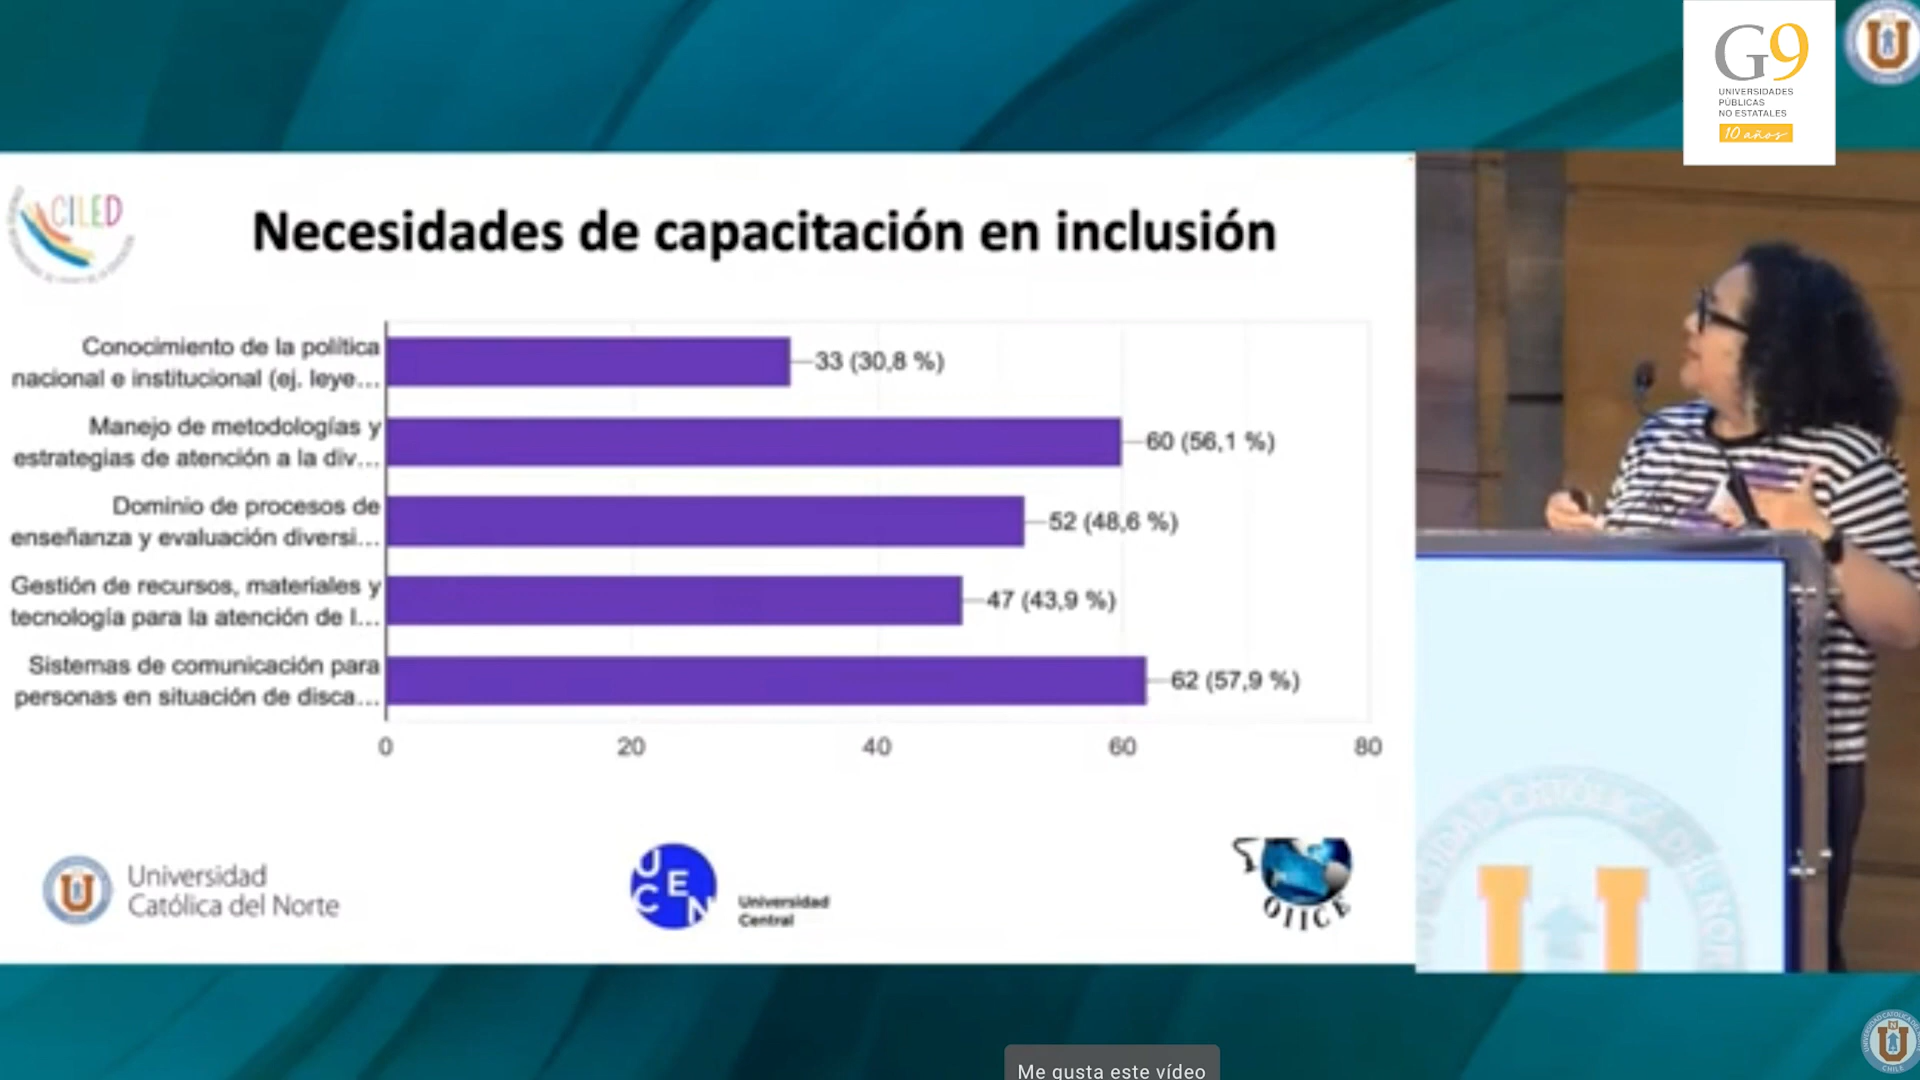 G9
UNIVERSIDADES
PÚBLICAS
NO ESTATALES
10 años
CILED
Necesidades de capacitación en inclusión
Conocimiento de la política
nacional e institucional (ej. leye...
33 (30,8 %)
Manejo de metodologías y
estrategias de atención a la div...
60 (56,1 %)
Dominio de procesos de
enseñanza y evaluación diversi...
52 (48,6 %)
Gestión de recursos, materiales y
tecnología para la atención de l...
47 (43,9 %)
Sistemas de comunicación para
personas en situación de disca...
62 (57,9 %)
0 20 40 60 80
Universidad
Católica del Norte
U
C E
N
Universidad
Central
OIICE
U
Me gusta este vídeo